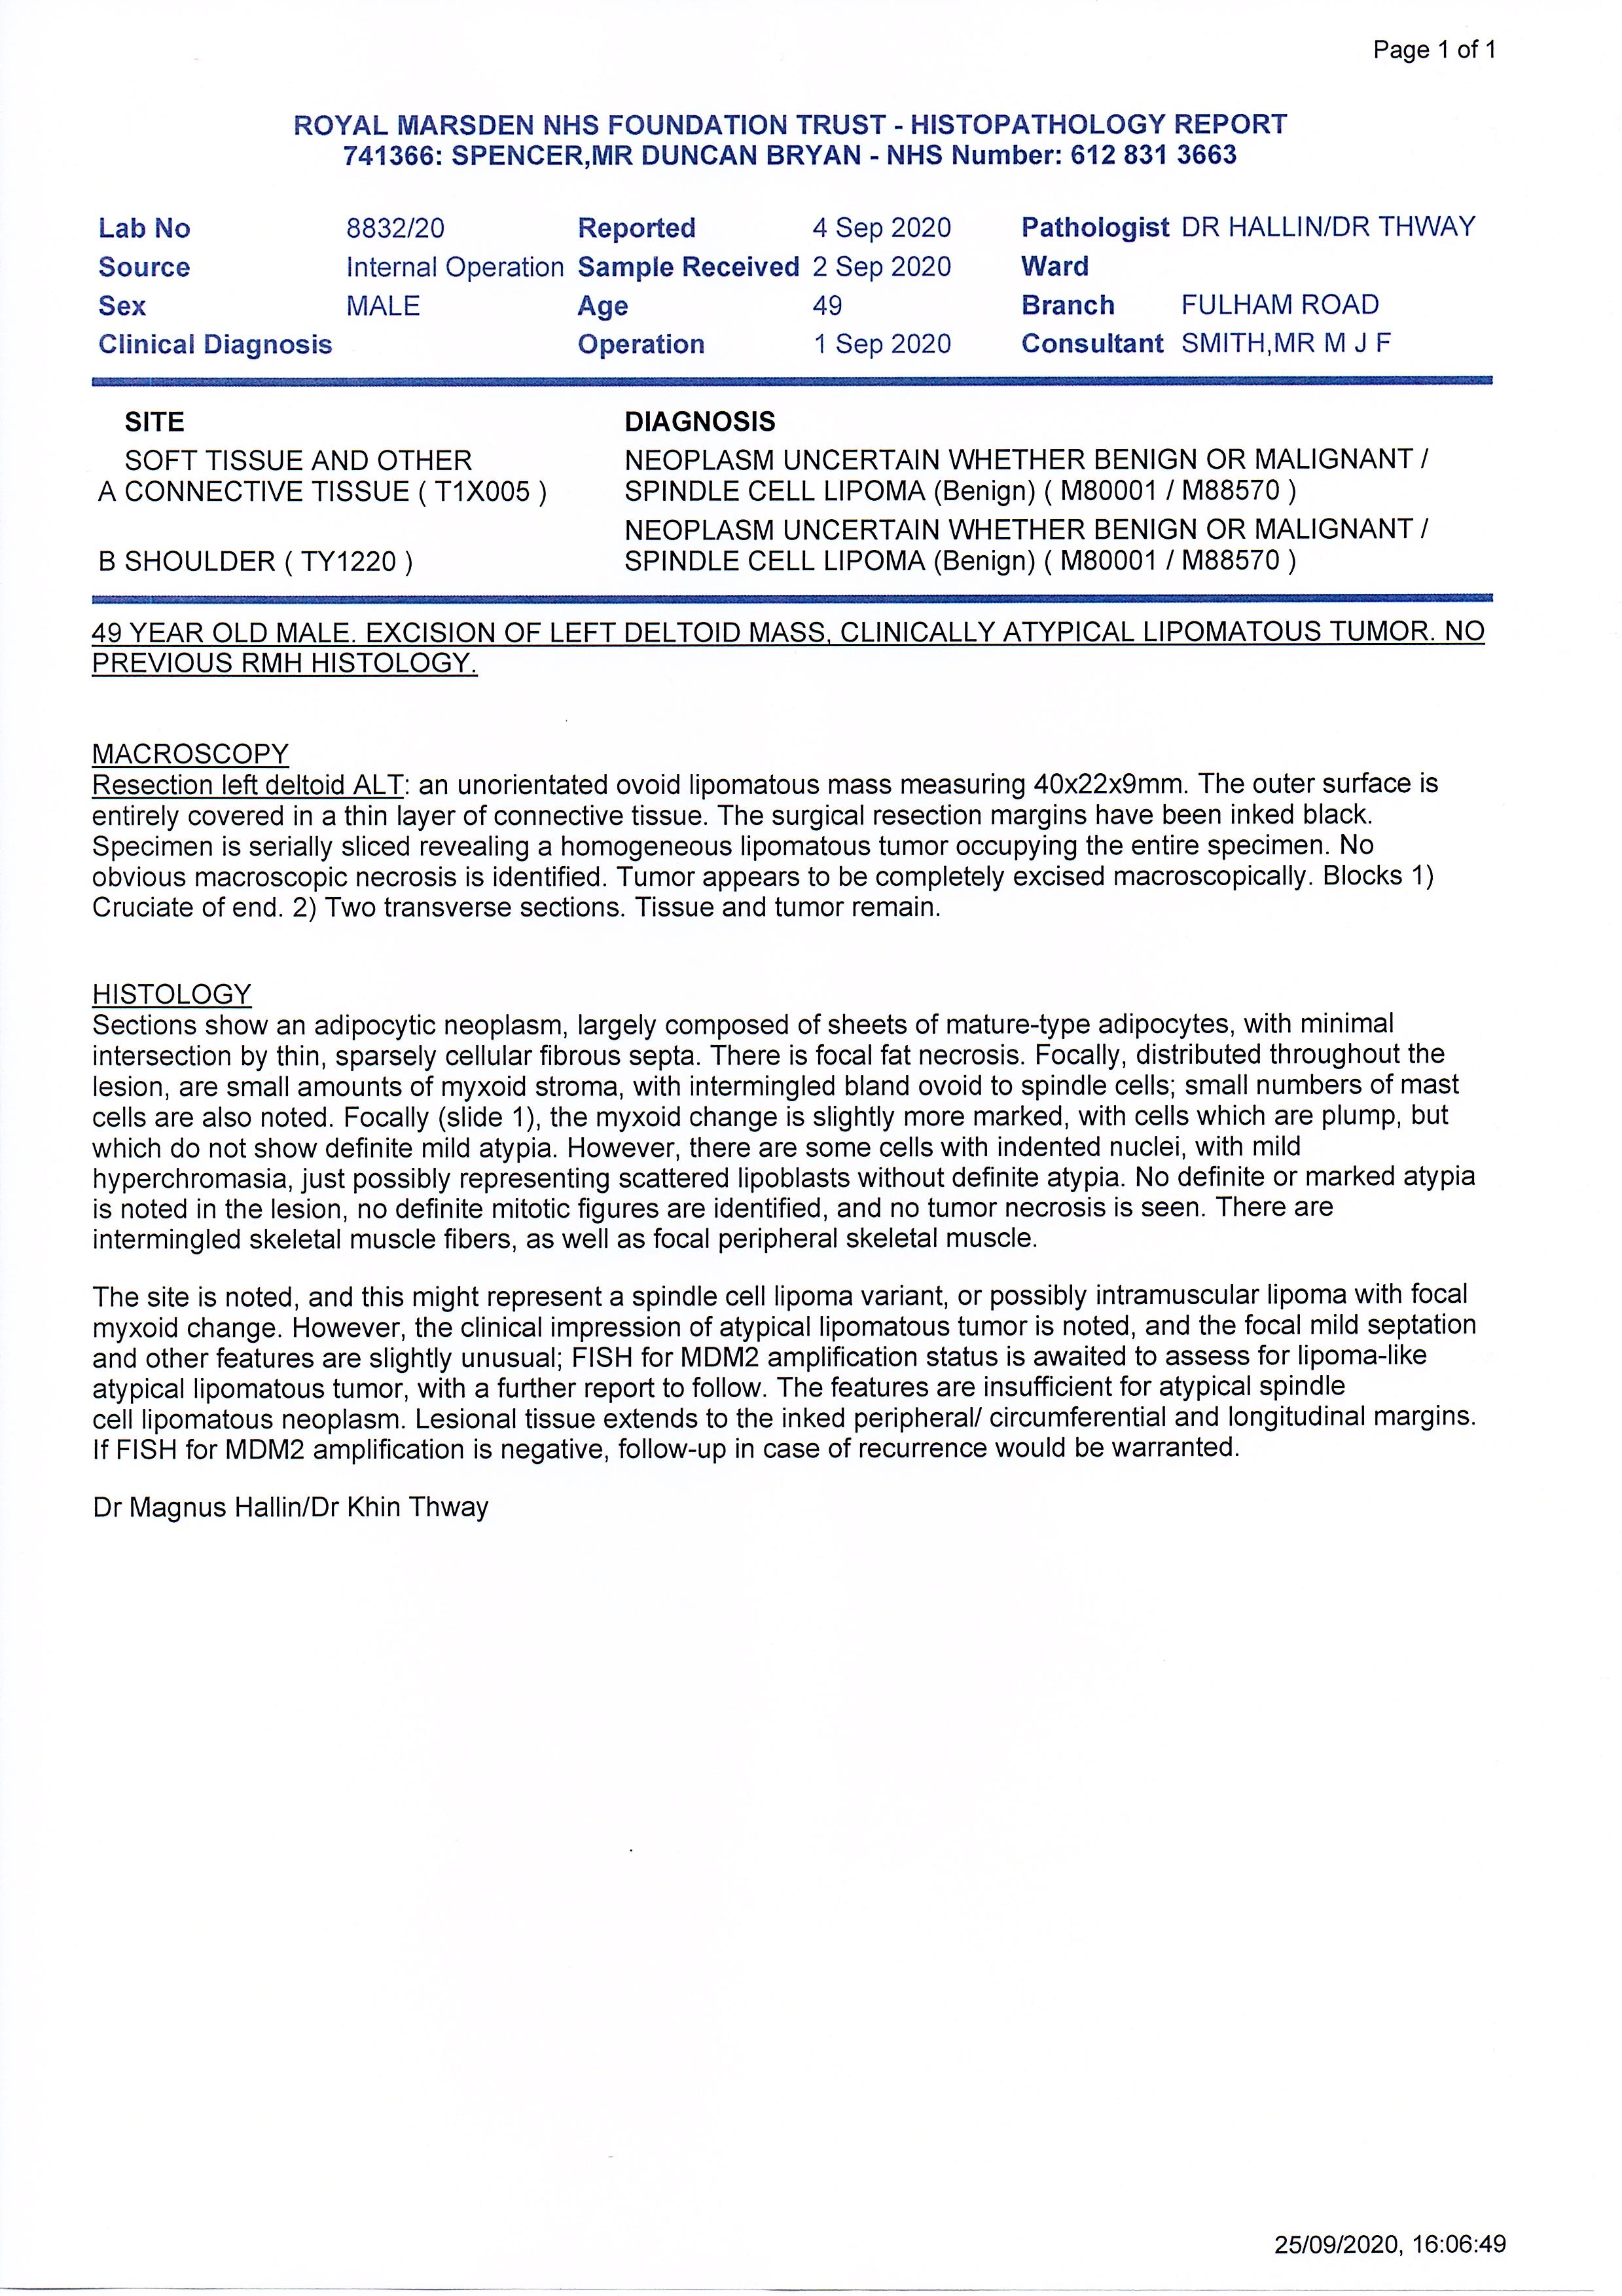 Page 1 of 1
ROYAL MARSDEN NHS FOUNDATION TRUST - HISTOPATHOLOGY REPORT
741366: SPENCER,MR DUNCAN BRYAN - NHS Number: 612 831 3663
Lab No 8832/20 Reported 4 Sep 2020 Pathologist DR HALLIN/DR THWAY
Source Internal Operation Sample Received 2 Sep 2020 Ward
Sex MALE Age 49 Branch FULHAM ROAD
Clinical Diagnosis Operation 1 Sep 2020 Consultant SMITH,MR M J F
SITE DIAGNOSIS
SOFT TISSUE AND OTHER NEOPLASM UNCERTAIN WHETHER BENIGN OR MALIGNANT /
A CONNECTIVE TISSUE ( T1X005 ) SPINDLE CELL LIPOMA (Benign) ( M80001 / M88570 )
NEOPLASM UNCERTAIN WHETHER BENIGN OR MALIGNANT /
B SHOULDER ( TY1220 ) SPINDLE CELL LIPOMA (Benign) ( M80001 / M88570 )
49 YEAR OLD MALE. EXCISION OF LEFT DELTOID MASS, CLINICALLY ATYPICAL LIPOMATOUS TUMOR. NO
PREVIOUS RMH HISTOLOGY.
MACROSCOPY
Resection left deltoid ALT: an unorientated ovoid lipomatous mass measuring 40x22x9mm. The outer surface is
entirely covered in a thin layer of connective tissue. The surgical resection margins have been inked black.
Specimen is serially sliced revealing a homogeneous lipomatous tumor occupying the entire specimen. No
obvious macroscopic necrosis is identified. Tumor appears to be completely excised macroscopically. Blocks 1)
Cruciate of end. 2) Two transverse sections. Tissue and tumor remain.
HISTOLOGY
Sections show an adipocytic neoplasm, largely composed of sheets of mature-type adipocytes, with minimal
intersection by thin, sparsely cellular fibrous septa. There is focal fat necrosis. Focally, distributed throughout the
lesion, are small amounts of myxoid stroma, with intermingled bland ovoid to spindle cells; small numbers of mast
cells are also noted. Focally (slide 1), the myxoid change is slightly more marked, with cells which are plump, but
which do not show definite mild atypia. However, there are some cells with indented nuclei, with mild
hyperchromasia, just possibly representing scattered lipoblasts without definite atypia. No definite or marked atypia
is noted in the lesion, no definite mitotic figures are identified, and no tumor necrosis is seen. There are
intermingled skeletal muscle fibers, as well as focal peripheral skeletal muscle.
The site is noted, and this might represent a spindle cell lipoma variant, or possibly intramuscular lipoma with focal
myxoid change. However, the clinical impression of atypical lipomatous tumor is noted, and the focal mild septation
and other features are slightly unusual; FISH for MDM2 amplification status is awaited to assess for lipoma-like
atypical lipomatous tumor, with a further report to follow. The features are insufficient for atypical spindle
cell lipomatous neoplasm. Lesional tissue extends to the inked peripheral/ circumferential and longitudinal margins.
If FISH for MDM2 amplification is negative, follow-up in case of recurrence would be warranted.
Dr Magnus Hallin/Dr Khin Thway
25/09/2020, 16:06:49